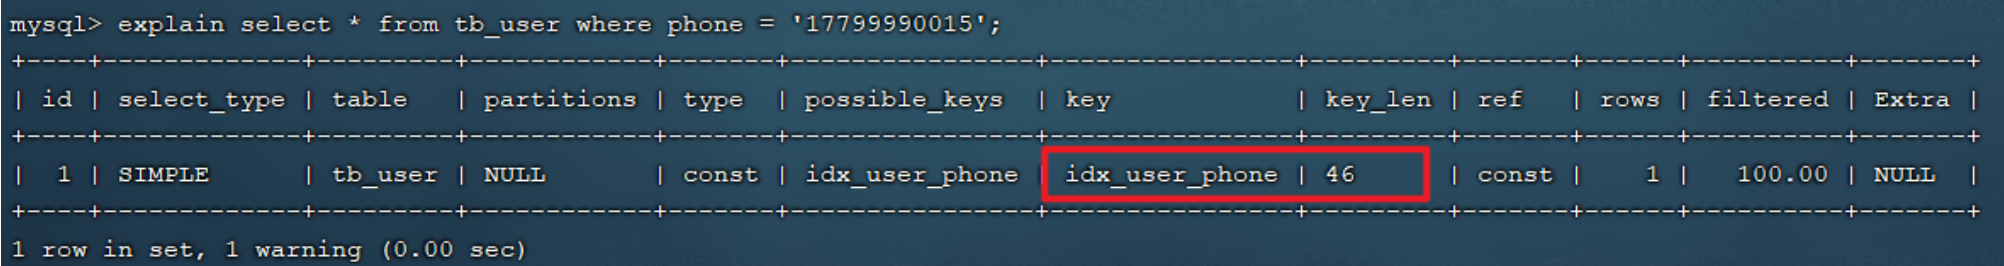 mysql> explain select * from tb_user where phone = '17799990015';
+----+-------------+---------+------------+-------+----------------+----------------+---------+-------+------+----------+-------+
| id | select_type | table   | partitions | type  | possible_keys  | key            | key_len | ref   | rows | filtered | Extra |
+----+-------------+---------+------------+-------+----------------+----------------+---------+-------+------+----------+-------+
|  1 | SIMPLE      | tb_user | NULL       | const | idx_user_phone | idx_user_phone | 46      | const |    1 |   100.00 | NULL  |
+----+-------------+---------+------------+-------+----------------+----------------+---------+-------+------+----------+-------+
1 row in set, 1 warning (0.00 sec)